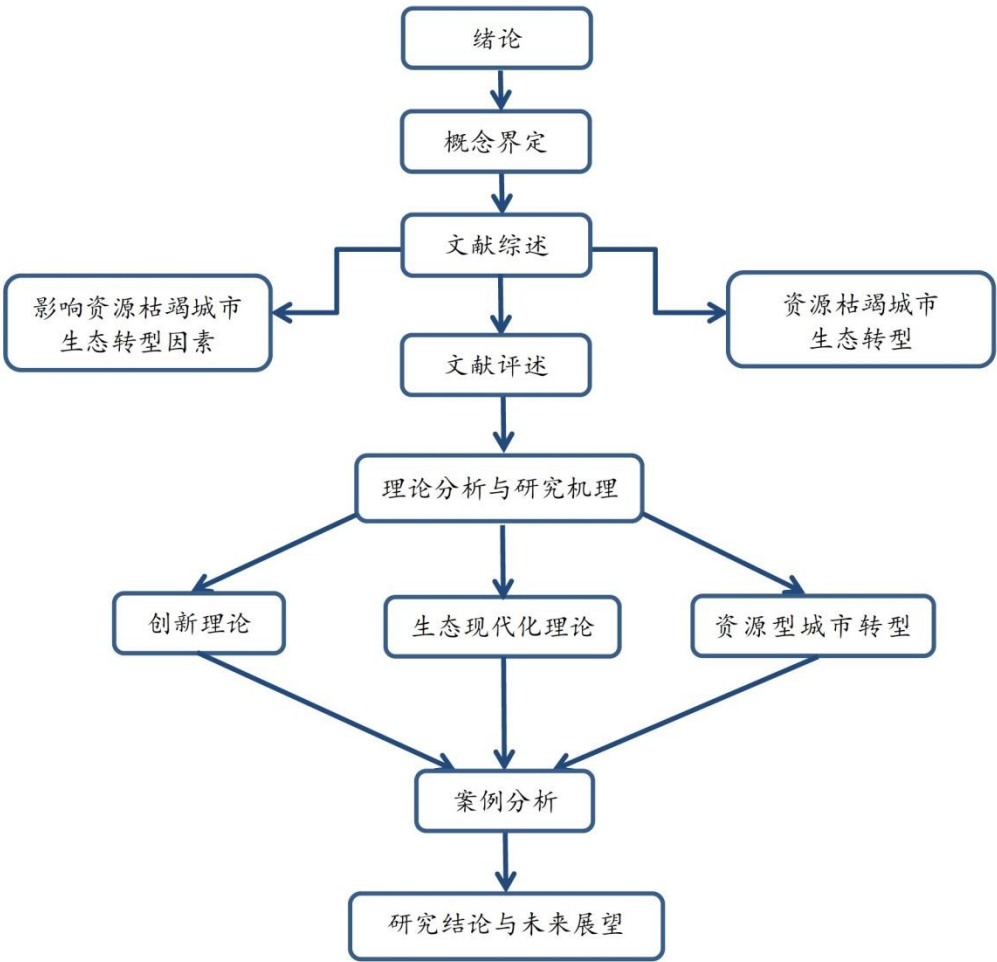 绪论
概念界定
文献综述
影响资源枯竭城市
生态转型因素
资源枯竭城市
生态转型
文献评述
理论分析与研究机理
创新理论
生态现代化理论
资源型城市转型
案例分析
研究结论与未来展望